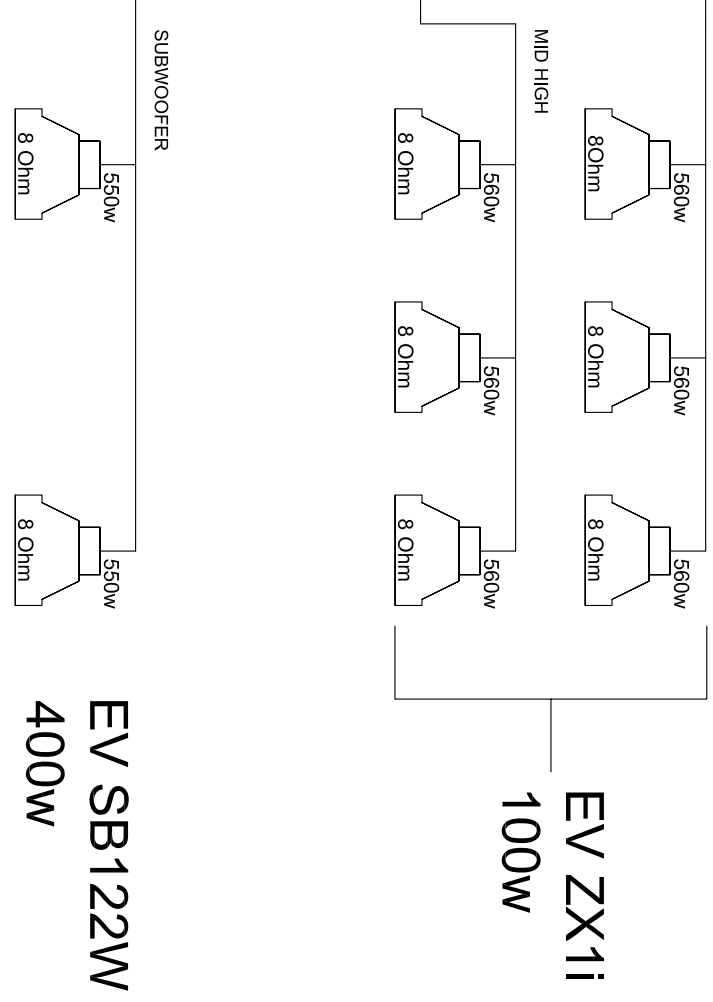 560w
560w
560w
8Ohm
8 Ohm
8 Ohm
MID HIGH
560w
560w
560w
8 Ohm
8 Ohm
8 Ohm
EV ZX1i
100w
SUBWOOFER
550w
550w
8 Ohm
8 Ohm
EV SB122W
400w